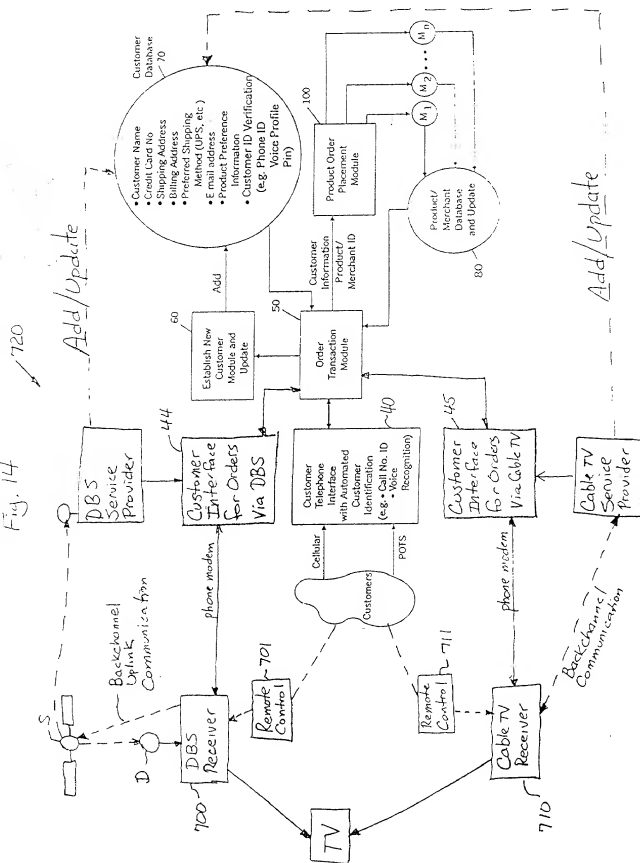 Fig. 14
720
S
Backchannel
Uplink
Communication
D
DBS
Service
Provider
Add/Update
700
DBS
Receiver
phone modem
44
Customer
Interface
for Orders
Via DBS
Remote
Control
701
TV
Customers
Cellular
POTS
Customer
Telephone
Interface
with Automated
Customer
Identification
(e.g. • Call No. ID
• Voice
Recognition)
40
Remote
Control
711
Cable TV
Receiver
710
phone modem
45
Customer
Interface
for Orders
Via Cable TV
Backchannel
Communication
Cable TV
Service
Provider
Add/Update
60
Establish New
Customer
Module and
Update
Add
50
Order
Transaction
Module
Customer
Information
Product/
Merchant ID
Customer
Database
70
• Customer Name
• Credit Card No
• Shipping Address
• Billing Address
• Preferred Shipping
Method (UPS, etc )
• Email address
• Product Preference
Information
• Customer ID Verification
(e.g. Phone ID
Voice Profile
Pin)
100
Product Order
Placement
Module
M1
M2
• • •
Mn
Product/
Merchant
Database
and Update
80